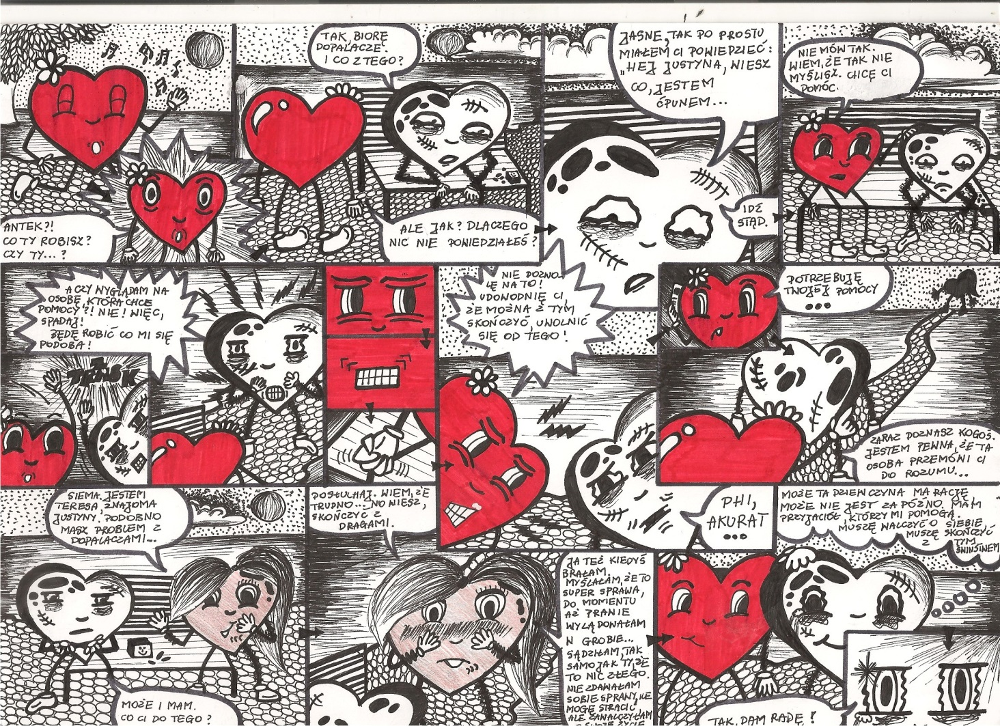 ANTEK?!
CO TY ROBISZ?
CZY TY...?
TAK, BIORĘ
DOPALACZE.
I CO Z TEGO?
ALE JAK? DLACZEGO
NIC NIE POWIEDZIAŁEŚ?
JASNE, TAK PO PROSTU
MIAŁEM CI POWIEDZIEĆ:
„HEJ JUSTYNA, WIESZ
CO, JESTEM
ĆPUNEM...
IDŹ
STĄD.
NIE MÓW TAK.
WIEM, ŻE TAK NIE
MYŚLISZ. CHCĘ CI
POMÓC.
A CZY WYGLĄDAM NA
OSOBĘ, KTÓRA CHCE
POMOCY?! NIE! WIĘC,
SPADAJ!
BĘDĘ ROBIĆ CO MI SIĘ
PODOBA!
TRZASK
NIE POZWO-
LĘ NA TO!
UDOWODNIĘ CI,
ŻE MOŻNA Z TYM
SKOŃCZYĆ, UWOLNIĆ
SIĘ OD TEGO!
PHI,
AKURAT
...
POTRZEBUJĘ
TWOJEJ POMOCY
...
ZARAZ POZNASZ KOGOŚ.
JESTEM PEWNA, ŻE TA
OSOBA PRZEMÓWI CI
DO ROZUMU...
SIEMA. JESTEM
TERESA, ZNAJOMA
JUSTYNY. PODOBNO
MASZ PROBLEM Z
DOPALACZAMI...
MOŻE I MAM.
CO CI DO TEGO?
POSŁUCHAJ. WIEM, ŻE
TRUDNO... NO WIESZ,
SKOŃCZYĆ Z
DRAGAMI.
JA TEŻ KIEDYŚ
BRAŁAM.
MYŚLAŁAM, ŻE TO
SUPER SPRAWA,
DO MOMENTU
AŻ PRAWIE
WYLĄDOWAŁAM
W GROBIE...
SĄDZIŁAM, TAK
SAMO JAK TY, ŻE
TO NIC ZŁEGO.
NIE ZDAWAŁAM
SOBIE SPRAWY, ILE
MOGĘ STRACIĆ,
ALE ZAWALCZYŁAM
O SWOJE ŻYCIE
MOŻE TA DZIEWCZYNA MA RACJĘ,
MOŻE NIE JEST ZA PÓŹNO. MAM
PRZYJACIÓŁ, KTÓRZY MI POMOGĄ.
MUSZĘ WALCZYĆ O SIEBIE,
MUSZĘ SKOŃCZYĆ
Z TYM
TAK. DAM RADĘ!